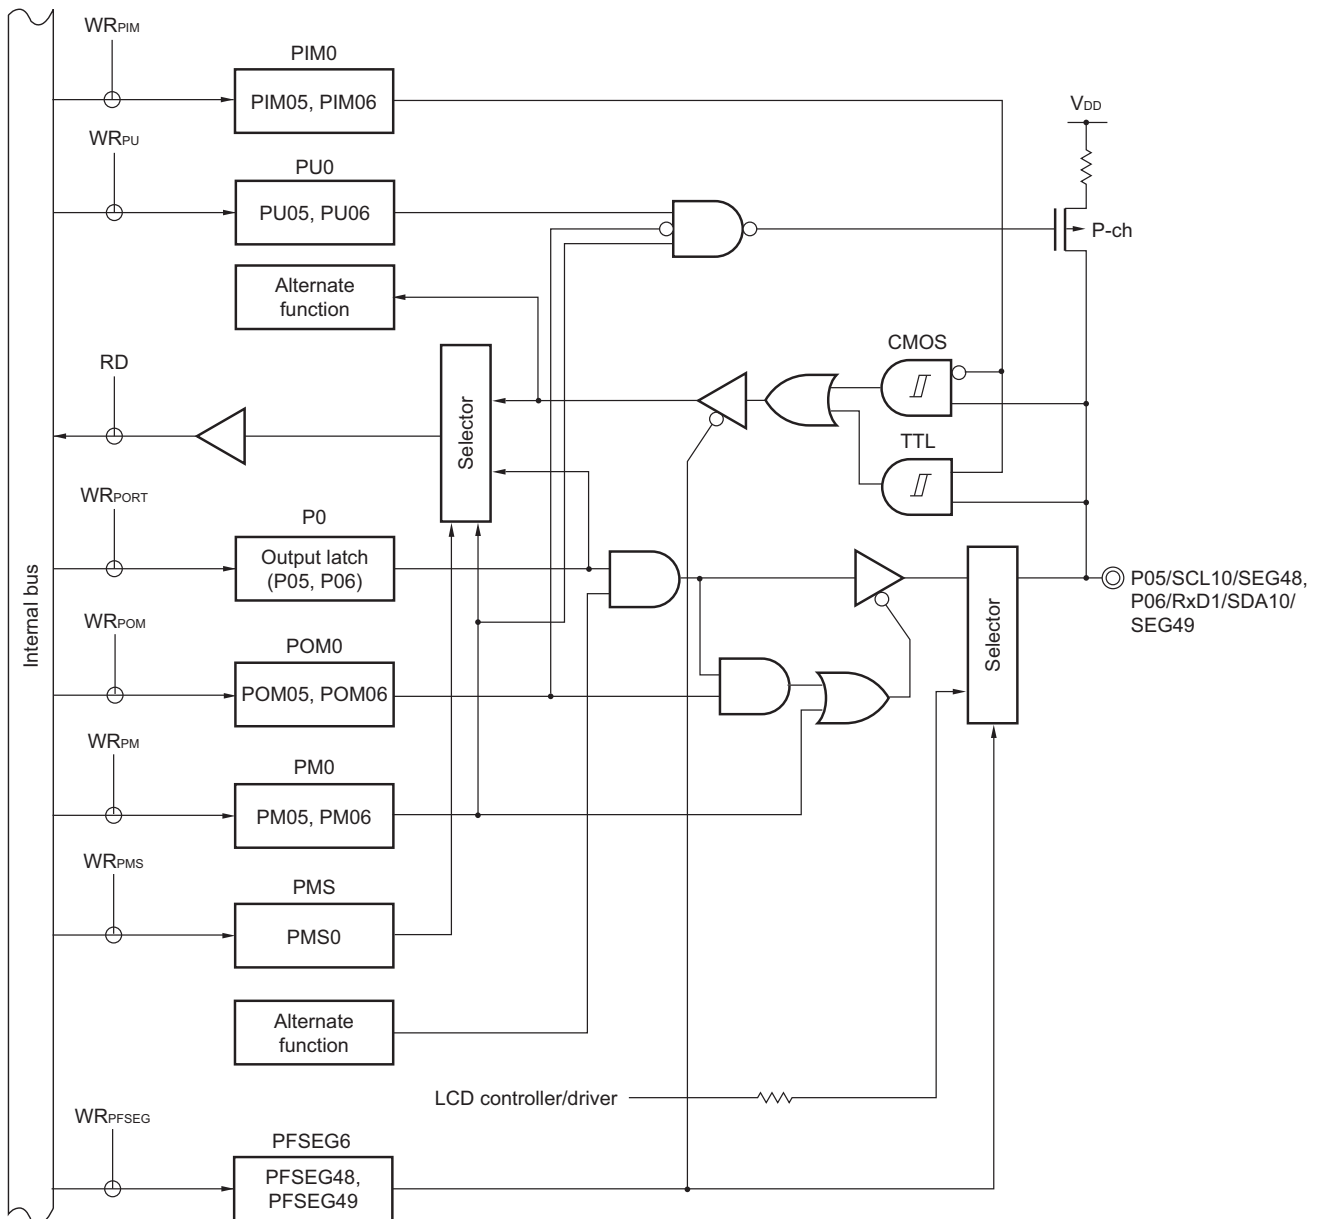 WRPIM
PIM0
PIM05, PIM06
VDD
WRPU
PU0
PU05, PU06
P-ch
Alternate
function
CMOS
RD
Selector
TTL
WRPORT
P0
Output latch
(P05, P06)
P05/SCL10/SEG48,
P06/RxD1/SDA10/
SEG49
Internal bus
WRPOM
POM0
POM05, POM06
Selector
WRPM
PM0
PM05, PM06
WRPMS
PMS
PMS0
Alternate
function
LCD controller/driver
WRPFSEG
PFSEG6
PFSEG48,
PFSEG49